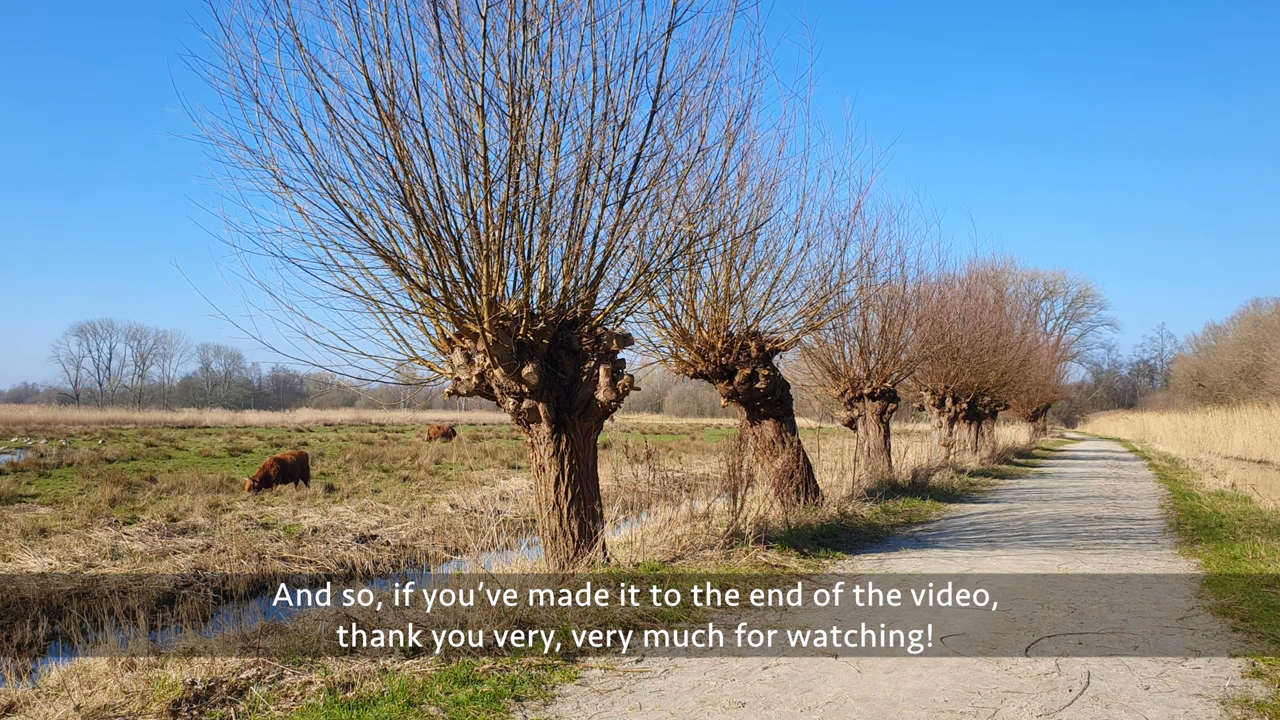 And so, if you’ve made it to the end of the video,
thank you very, very much for watching!